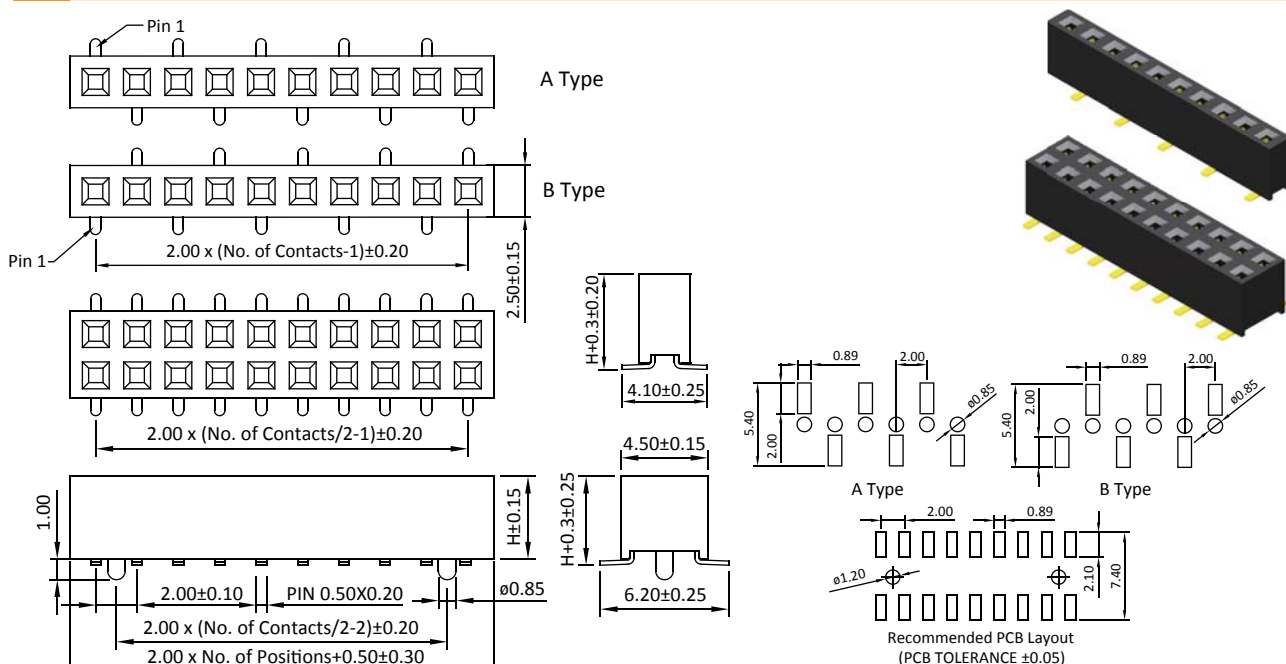 Pin 1
A Type
B Type
Pin 1
2.00 x (No. of Contacts-1)±0.20
2.50±0.15
2.00 x (No. of Contacts/2-1)±0.20
H+0.3±0.20
4.10±0.25
0.89
2.00
ø0.85
5.40
2.00
A Type
0.89
2.00
ø0.85
5.40
2.00
B Type
1.00
H±0.15
2.00±0.10
PIN 0.50X0.20
ø0.85
2.00 x (No. of Contacts/2-2)±0.20
2.00 x No. of Positions+0.50±0.30
4.50±0.15
H+0.3±0.25
6.20±0.25
2.00
0.89
ø1.20
2.10
7.40
Recommended PCB Layout
(PCB TOLERANCE ±0.05)